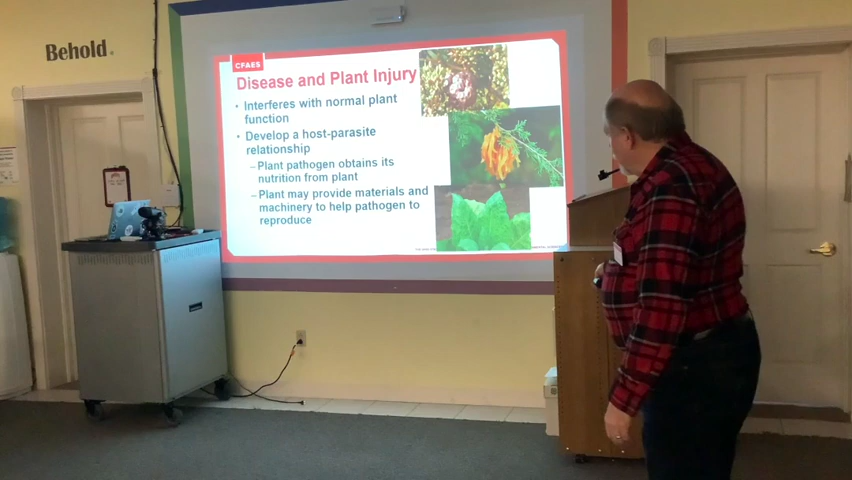 Behold.
CFAES
Disease and Plant Injury
• Interferes with normal plant
function
• Develop a host-parasite
relationship
–Plant pathogen obtains its
nutrition from plant
–Plant may provide materials and
machinery to help pathogen to
reproduce